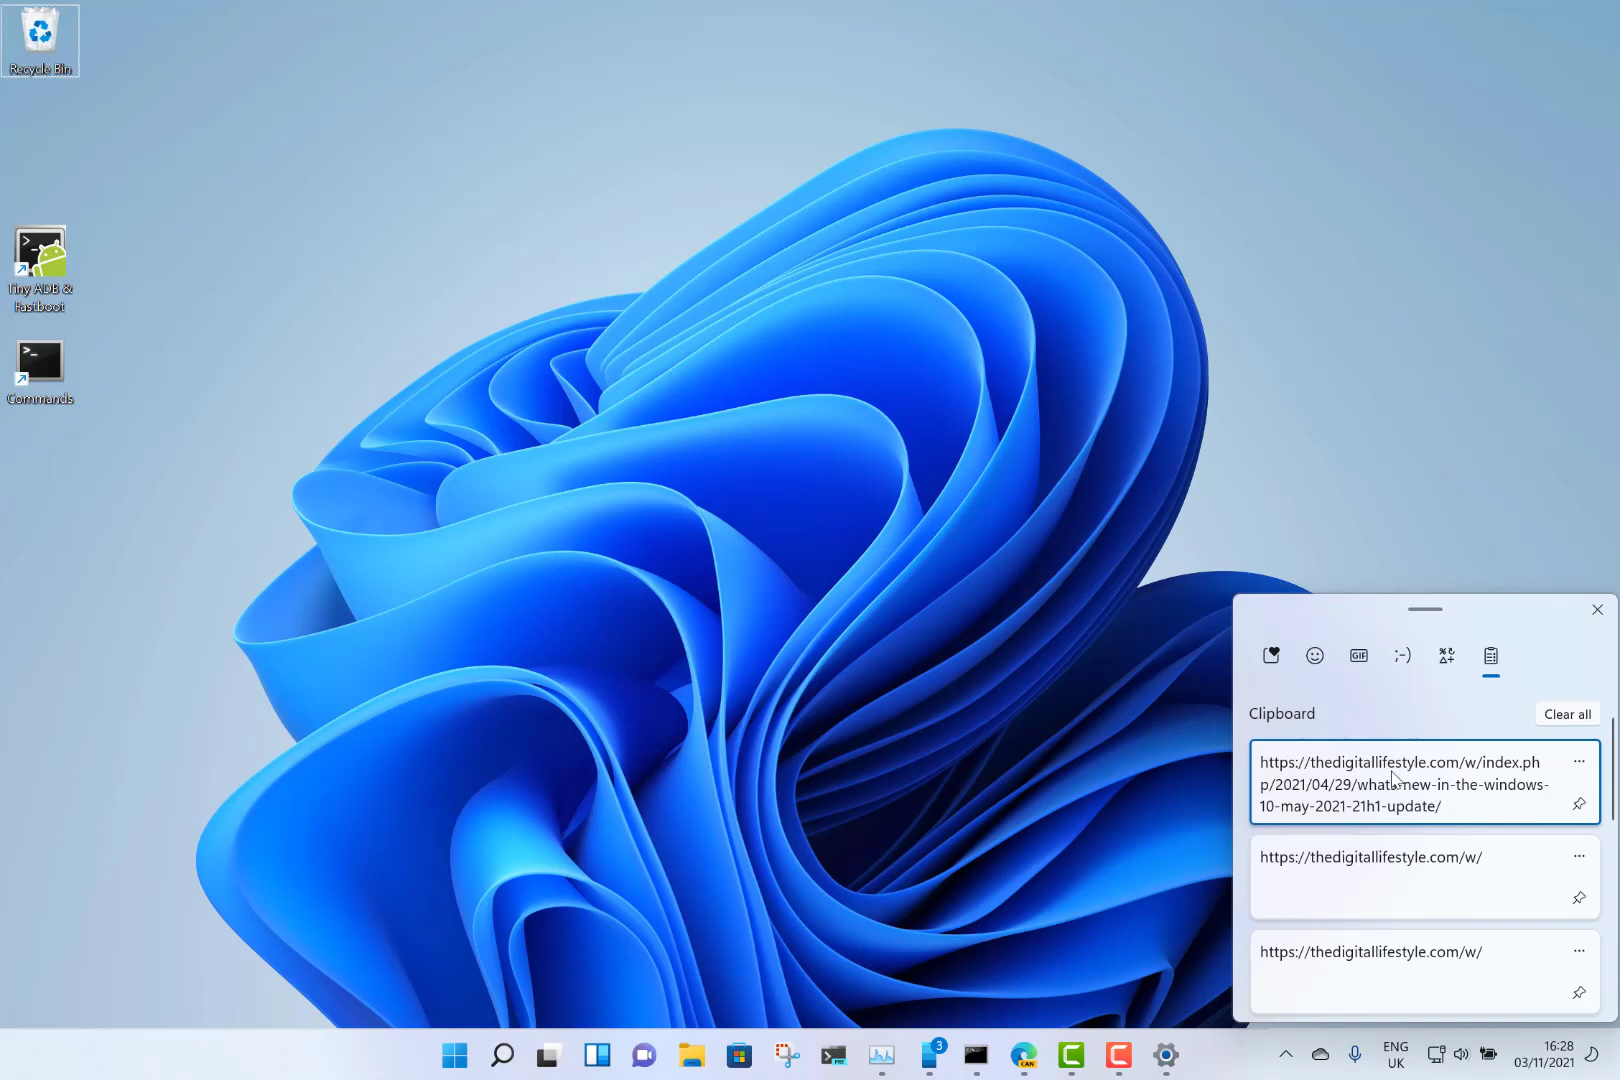 Recycle Bin
Tiny ADB &
Fastboot
Commands
GIF
;-)
Clipboard
Clear all
https://thedigitallifestyle.com/w/index.ph
p/2021/04/29/whats-new-in-the-windows-
10-may-2021-21h1-update/
https://thedigitallifestyle.com/w/
https://thedigitallifestyle.com/w/
PRE
3
CAN
ENG
UK
16:28
03/11/2021